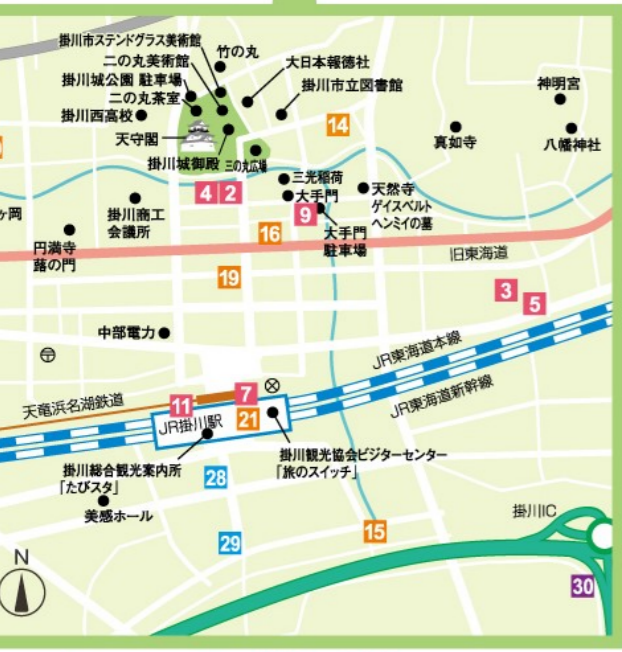 掛川市ステンドグラス美術館
竹の丸
二の丸美術館
大日本報徳社
掛川城公園 駐車場
掛川市立図書館
神明宮
二の丸茶室
掛川西高校
14
天守閣
真如寺
八幡神社
掛川城御殿
三の丸広場
三光稲荷
4
2
大手門
天然寺
ゲイスベルト
ヘンミイの墓
ヶ岡
掛川商工
会議所
9
16
大手門
駐車場
円満寺
蕗の門
旧東海道
19
3
5
中部電力
JR東海道本線
天竜浜名湖鉄道
11
7
21
JR東海道新幹線
JR掛川駅
掛川総合観光案内所
「たびスタ」
掛川観光協会ビジターセンター
「旅のスイッチ」
28
美感ホール
掛川IC
29
15
N
30